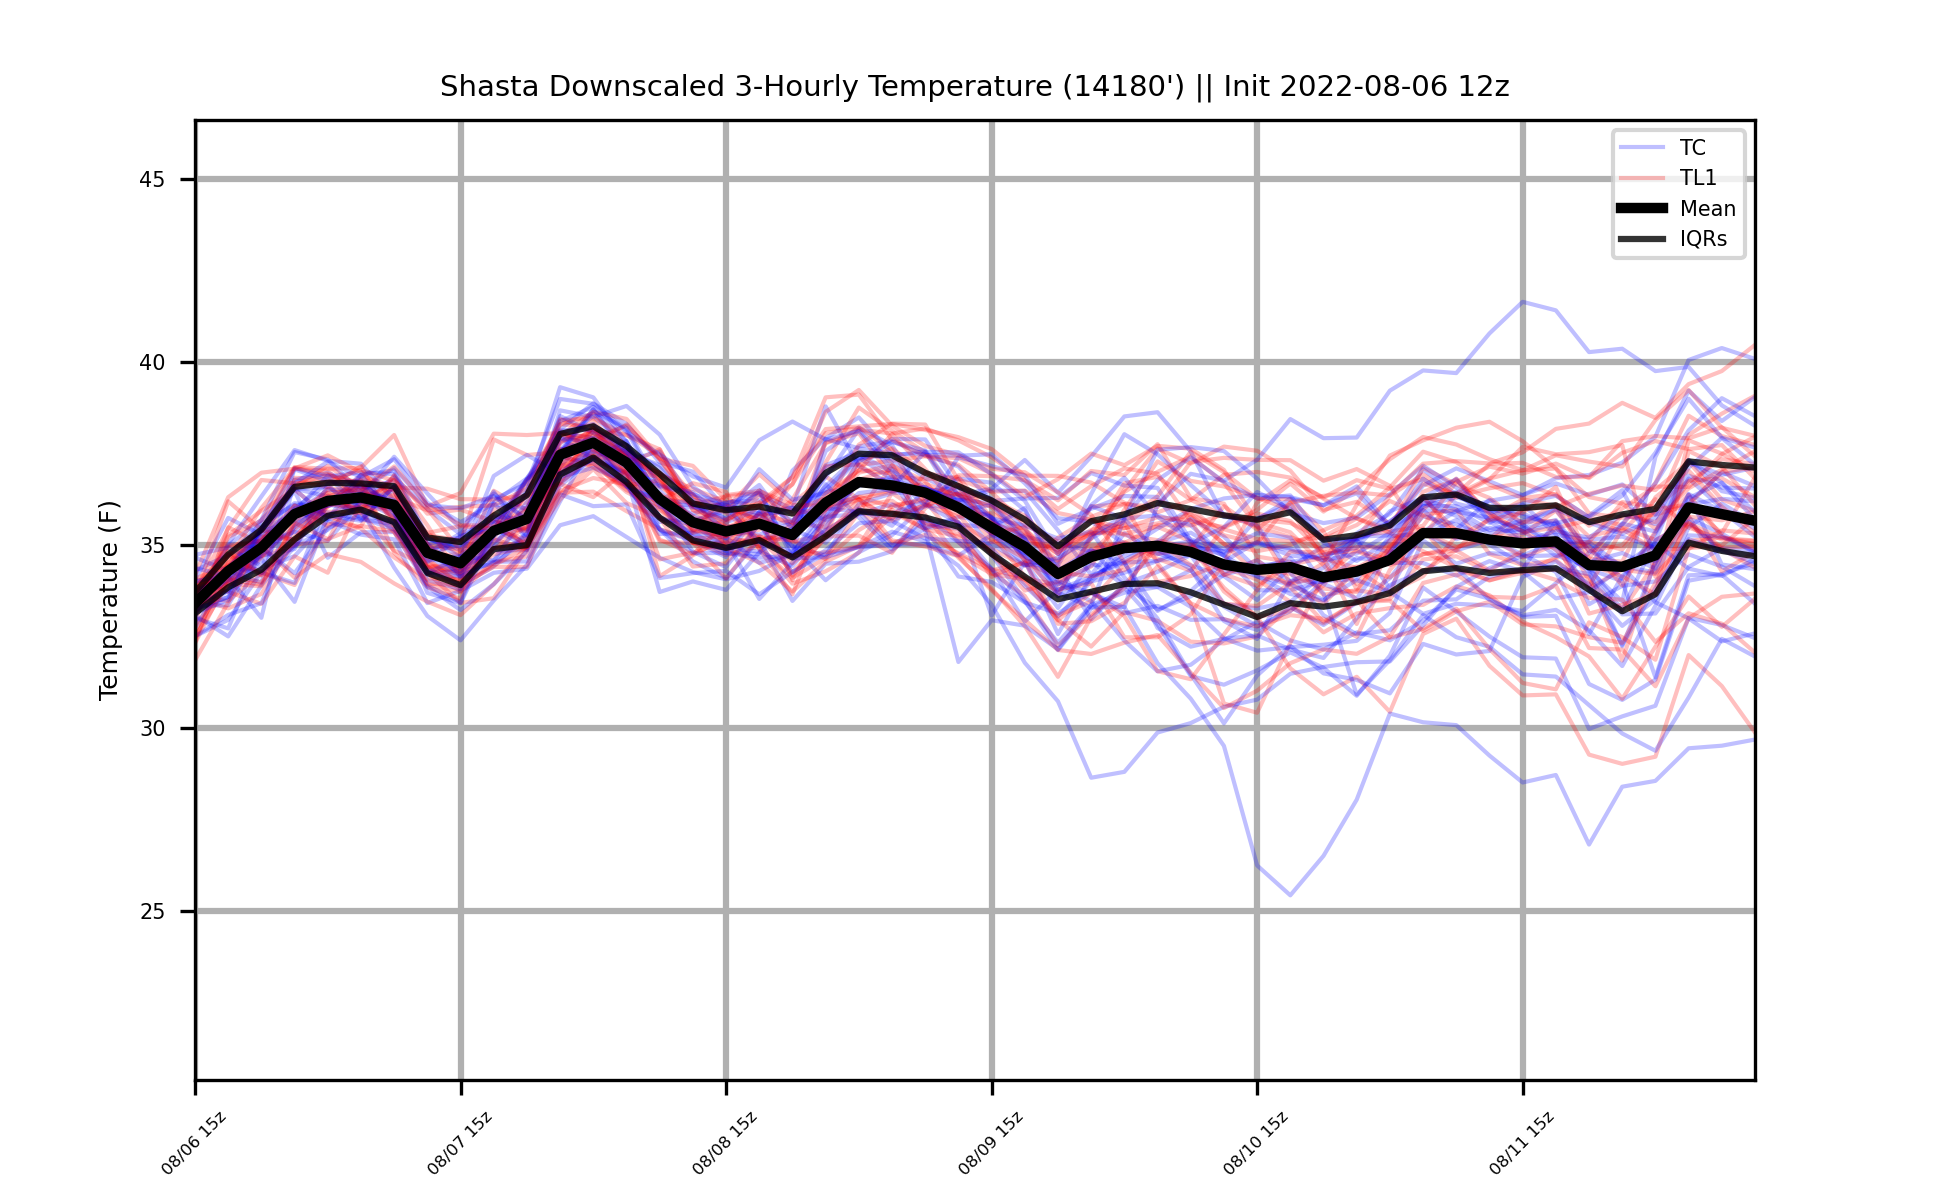 Shasta Downscaled 3-Hourly Temperature (14180') || Init 2022-08-06 12z
TC
TL1
Mean
IQRs
Temperature (F)
45
40
35
30
25
08/06 15z
08/07 15z
08/08 15z
08/09 15z
08/10 15z
08/11 15z